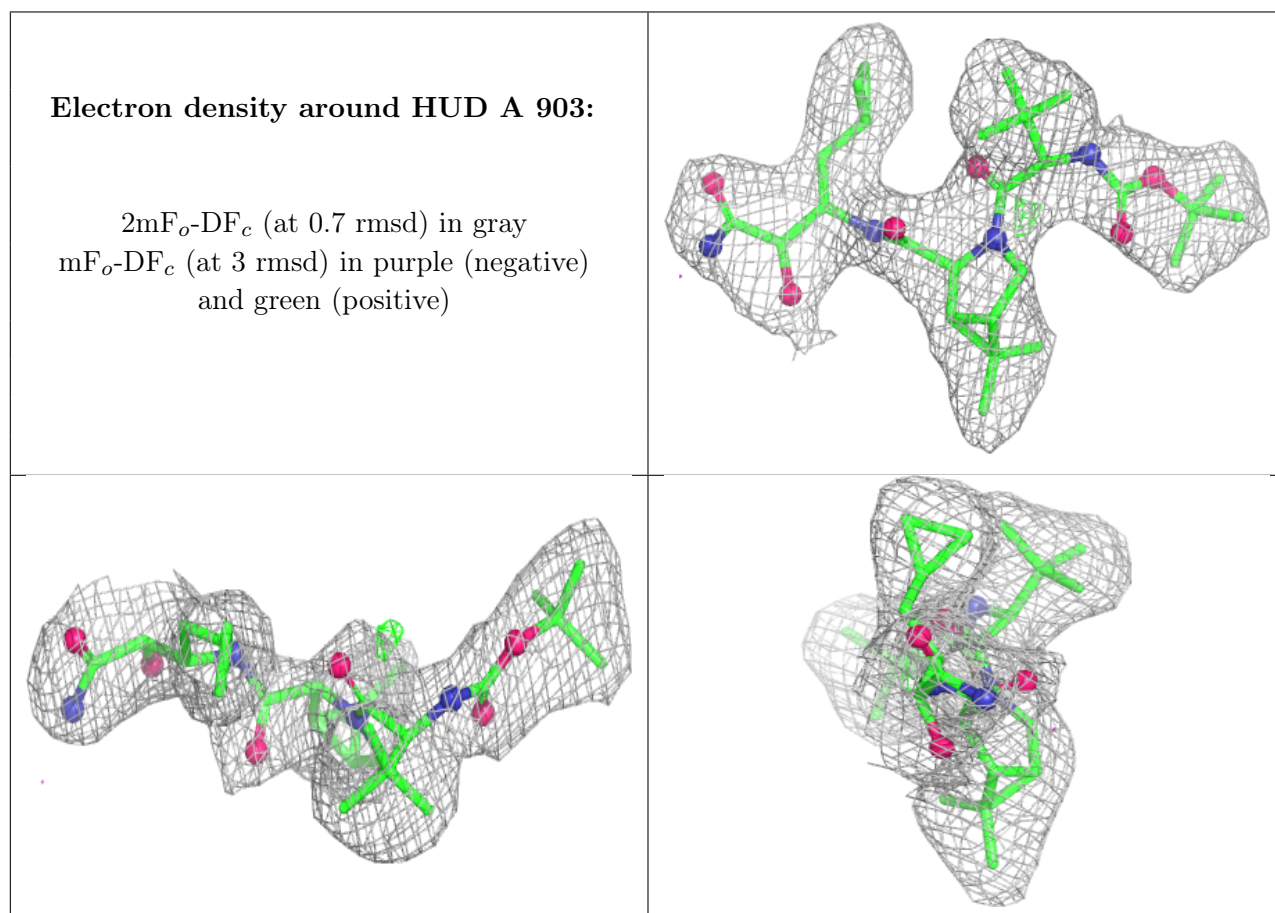 Electron density around HUD A 903:
2mFo-DFc (at 0.7 rmsd) in gray
mFo-DFc (at 3 rmsd) in purple (negative)
and green (positive)